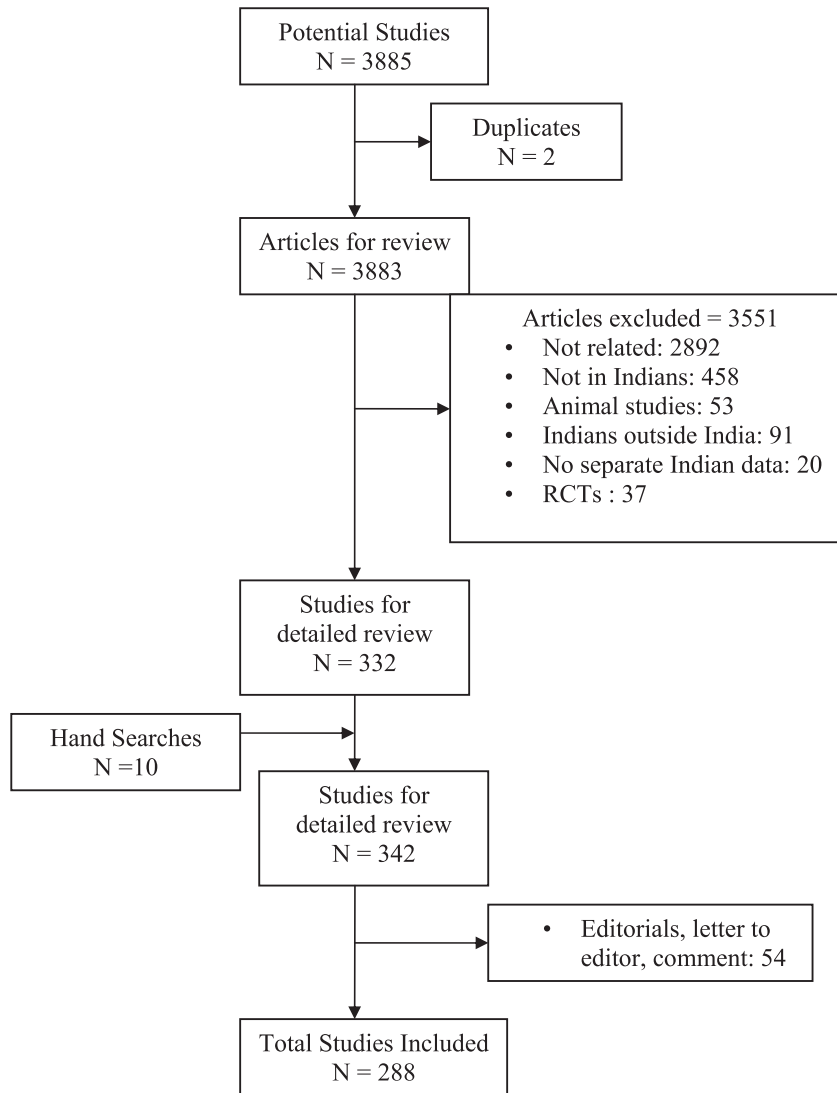 Potential Studies
N = 3885
Duplicates
N = 2
Articles for review
N = 3883
Articles excluded = 3551
• Not related: 2892
• Not in Indians: 458
• Animal studies: 53
• Indians outside India: 91
• No separate Indian data: 20
• RCTs : 37
Studies for
detailed review
N = 332
Hand Searches
N =10
Studies for
detailed review
N = 342
• Editorials, letter to
editor, comment: 54
Total Studies Included
N = 288